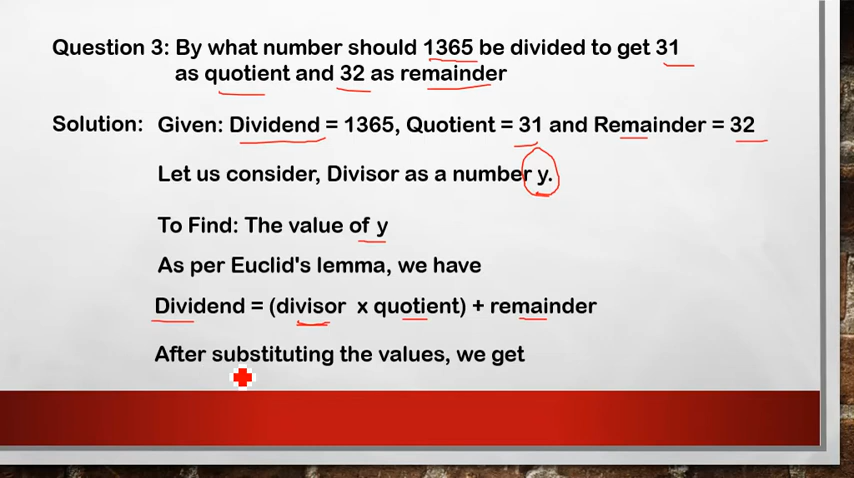 Question 3: By what number should 1365 be divided to get 31
as quotient and 32 as remainder
Solution: Given: Dividend = 1365, Quotient = 31 and Remainder = 32
Let us consider, Divisor as a number y.
To Find: The value of y
As per Euclid's lemma, we have
Dividend = (divisor x quotient) + remainder
After substituting the values, we get